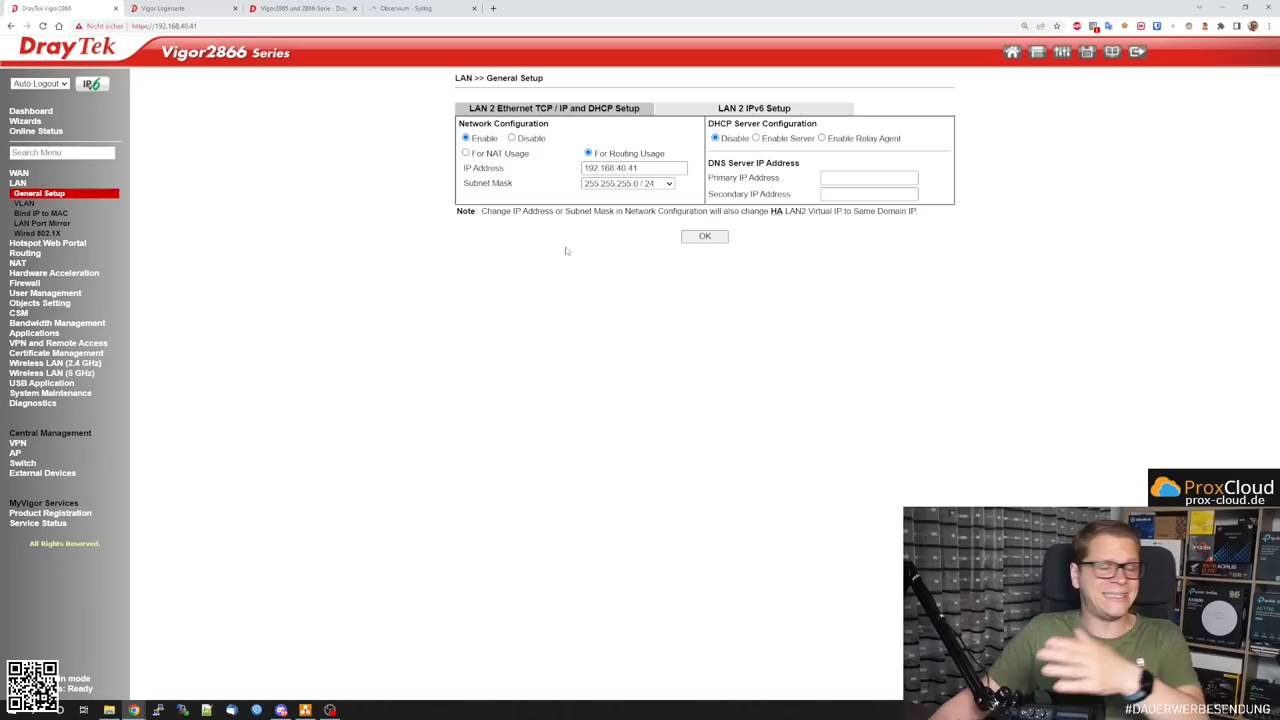 DrayTek Vigor2866
Vigor Loginseite
Vigor2865 und 2866-Serie - Dray
Observium - Syslog
Nicht sicher
https://192.168.40.41
DrayTek
Vigor2866 Series
Auto Logout
IPv6
Dashboard
Wizards
Online Status
Search Menu
WAN
LAN
General Setup
VLAN
Bind IP to MAC
LAN Port Mirror
Wired 802.1X
Hotspot Web Portal
Routing
NAT
Hardware Acceleration
Firewall
User Management
Objects Setting
CSM
Bandwidth Management
Applications
VPN and Remote Access
Certificate Management
Wireless LAN (2.4 GHz)
Wireless LAN (5 GHz)
USB Application
System Maintenance
Diagnostics
Central Management
VPN
AP
Switch
External Devices
MyVigor Services
Product Registration
Service Status
All Rights Reserved.
in mode
s: Ready
LAN >> General Setup
LAN 2 Ethernet TCP / IP and DHCP Setup
LAN 2 IPv6 Setup
Network Configuration
Enable Disable
For NAT Usage For Routing Usage
IP Address 192.168.40.41
Subnet Mask 255.255.255.0 / 24
DHCP Server Configuration
Disable Enable Server Enable Relay Agent
DNS Server IP Address
Primary IP Address
Secondary IP Address
Note: Change IP Address or Subnet Mask in Network Configuration will also change HA LAN2 Virtual IP to Same Domain IP.
OK
ProxCloud
prox-cloud.de
RYZEN
AORUS
#DAUERWERBESENDUNG